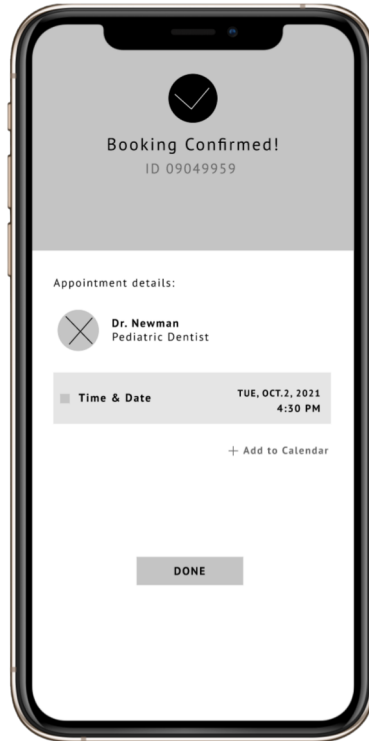 Booking Confirmed!
ID 09049959
Appointment details:
Dr. Newman
Pediatric Dentist
Time & Date
TUE, OCT.2, 2021
4:30 PM
+ Add to Calendar
DONE